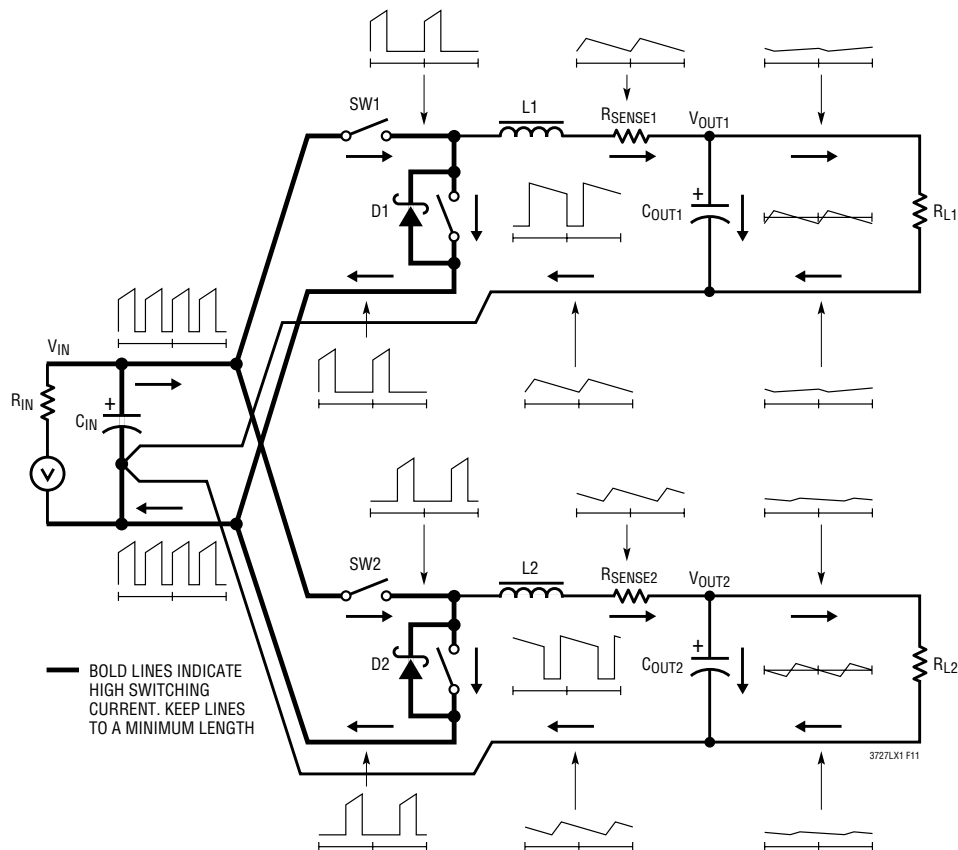 SW1
L1
RSENSE1
VOUT1
D1
+
COUT1
RL1
VIN
RIN
+
CIN
V
SW2
L2
RSENSE2
VOUT2
D2
+
COUT2
RL2
BOLD LINES INDICATE
HIGH SWITCHING
CURRENT. KEEP LINES
TO A MINIMUM LENGTH
3727LX1 F11